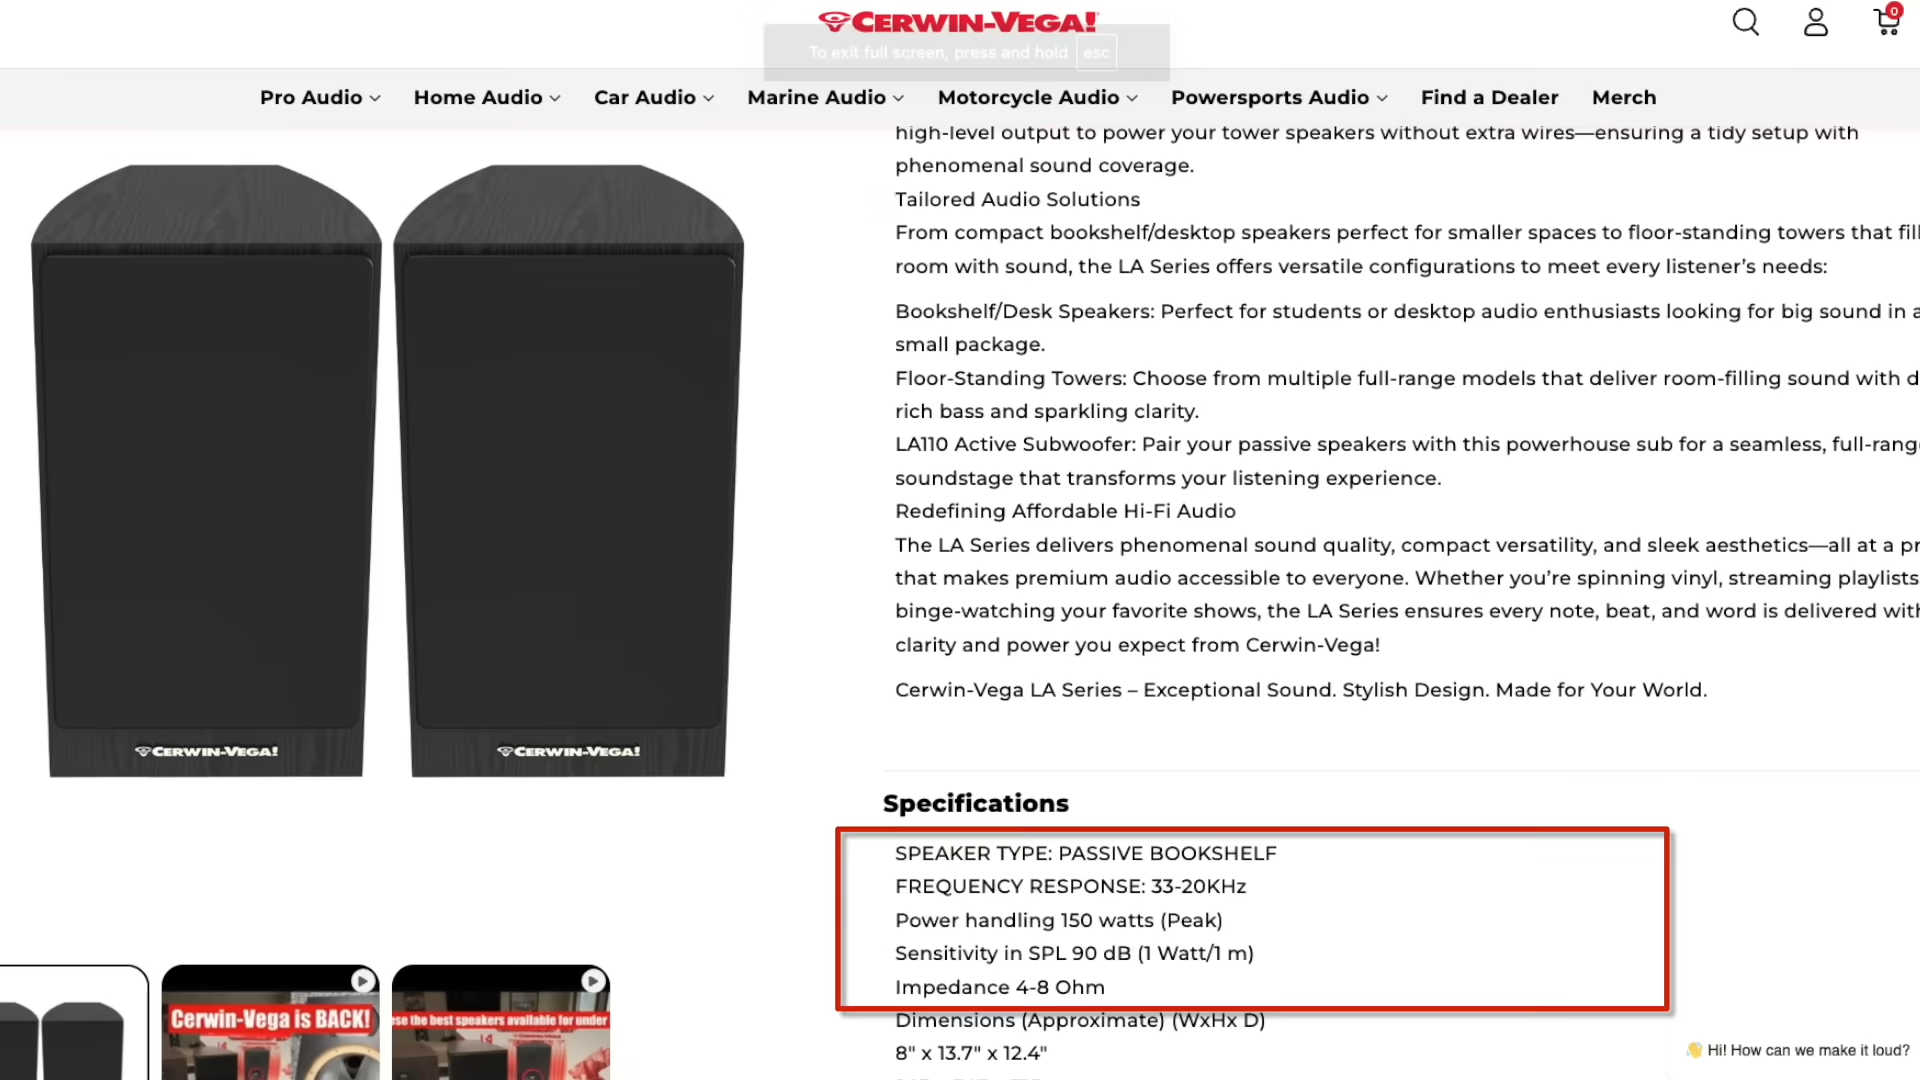 CERWIN-VEGA!
0
To exit full screen, press and hold esc
Pro Audio Home Audio Car Audio Marine Audio Motorcycle Audio Powersports Audio Find a Dealer Merch
high-level output to power your tower speakers without extra wires—ensuring a tidy setup with
phenomenal sound coverage.
Tailored Audio Solutions
From compact bookshelf/desktop speakers perfect for smaller spaces to floor-standing towers that fill
room with sound, the LA Series offers versatile configurations to meet every listener’s needs:
Bookshelf/Desk Speakers: Perfect for students or desktop audio enthusiasts looking for big sound in a
small package.
Floor-Standing Towers: Choose from multiple full-range models that deliver room-filling sound with
rich bass and sparkling clarity.
LA110 Active Subwoofer: Pair your passive speakers with this powerhouse sub for a seamless,
soundstage that transforms your listening experience.
Redefining Affordable Hi-Fi Audio
The LA Series delivers phenomenal sound quality, compact versatility, and sleek aesthetics—all at a
that makes premium audio accessible to everyone. Whether you’re spinning vinyl, streaming playlists
binge-watching your favorite shows, the LA Series ensures every note, beat, and word is delivered
clarity and power you expect from Cerwin-Vega!
Cerwin-Vega LA Series – Exceptional Sound. Stylish Design. Made for Your World.
CERWIN-VEGA!
CERWIN-VEGA!
Specifications
SPEAKER TYPE: PASSIVE BOOKSHELF
FREQUENCY RESPONSE: 33-20KHz
Power handling 150 watts (Peak)
Sensitivity in SPL 90 dB (1 Watt/1 m)
Impedance 4-8 Ohm
Dimensions (Approximate) (WxHx D)
8" x 13.7" x 12.4"
Cerwin-Vega is BACK!
the best speakers available for under
👋 Hi! How can we make it loud?